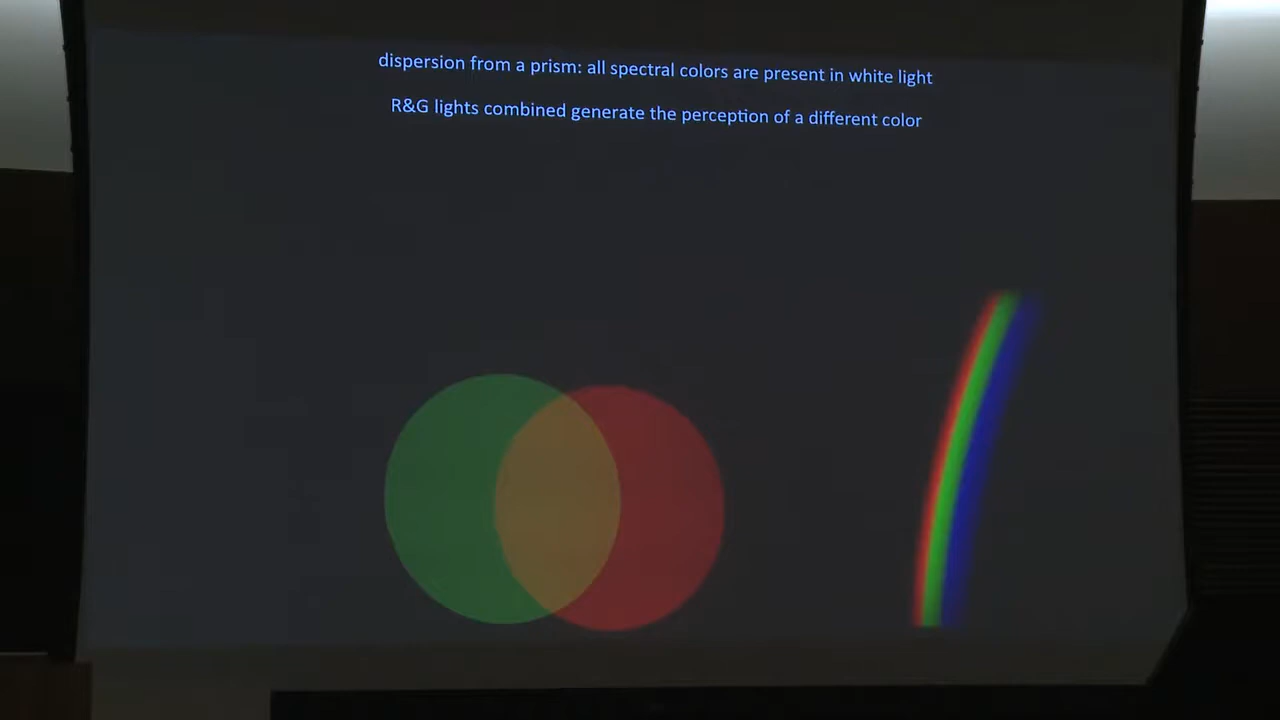 dispersion from a prism: all spectral colors are present in white light
R&G lights combined generate the perception of a different color